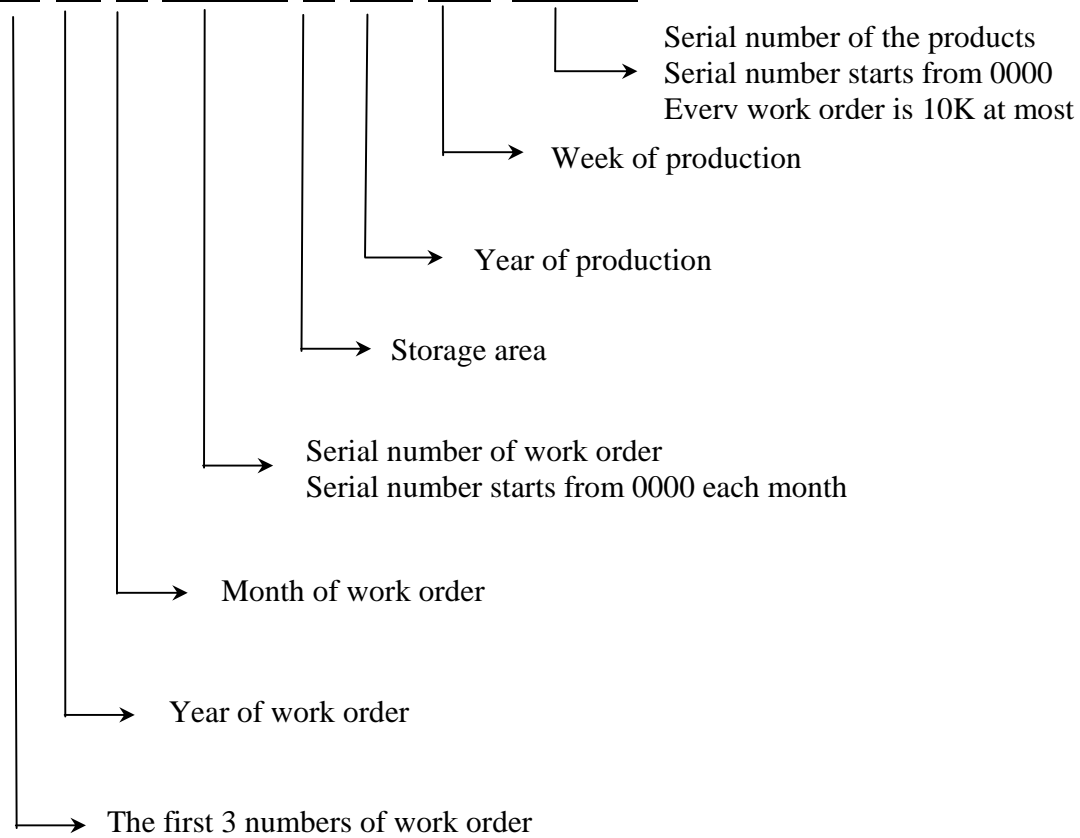 Serial number of the products
Serial number starts from 0000
Every work order is 10K at most
Week of production
Year of production
Storage area
Serial number of work order
Serial number starts from 0000 each month
Month of work order
Year of work order
The first 3 numbers of work order